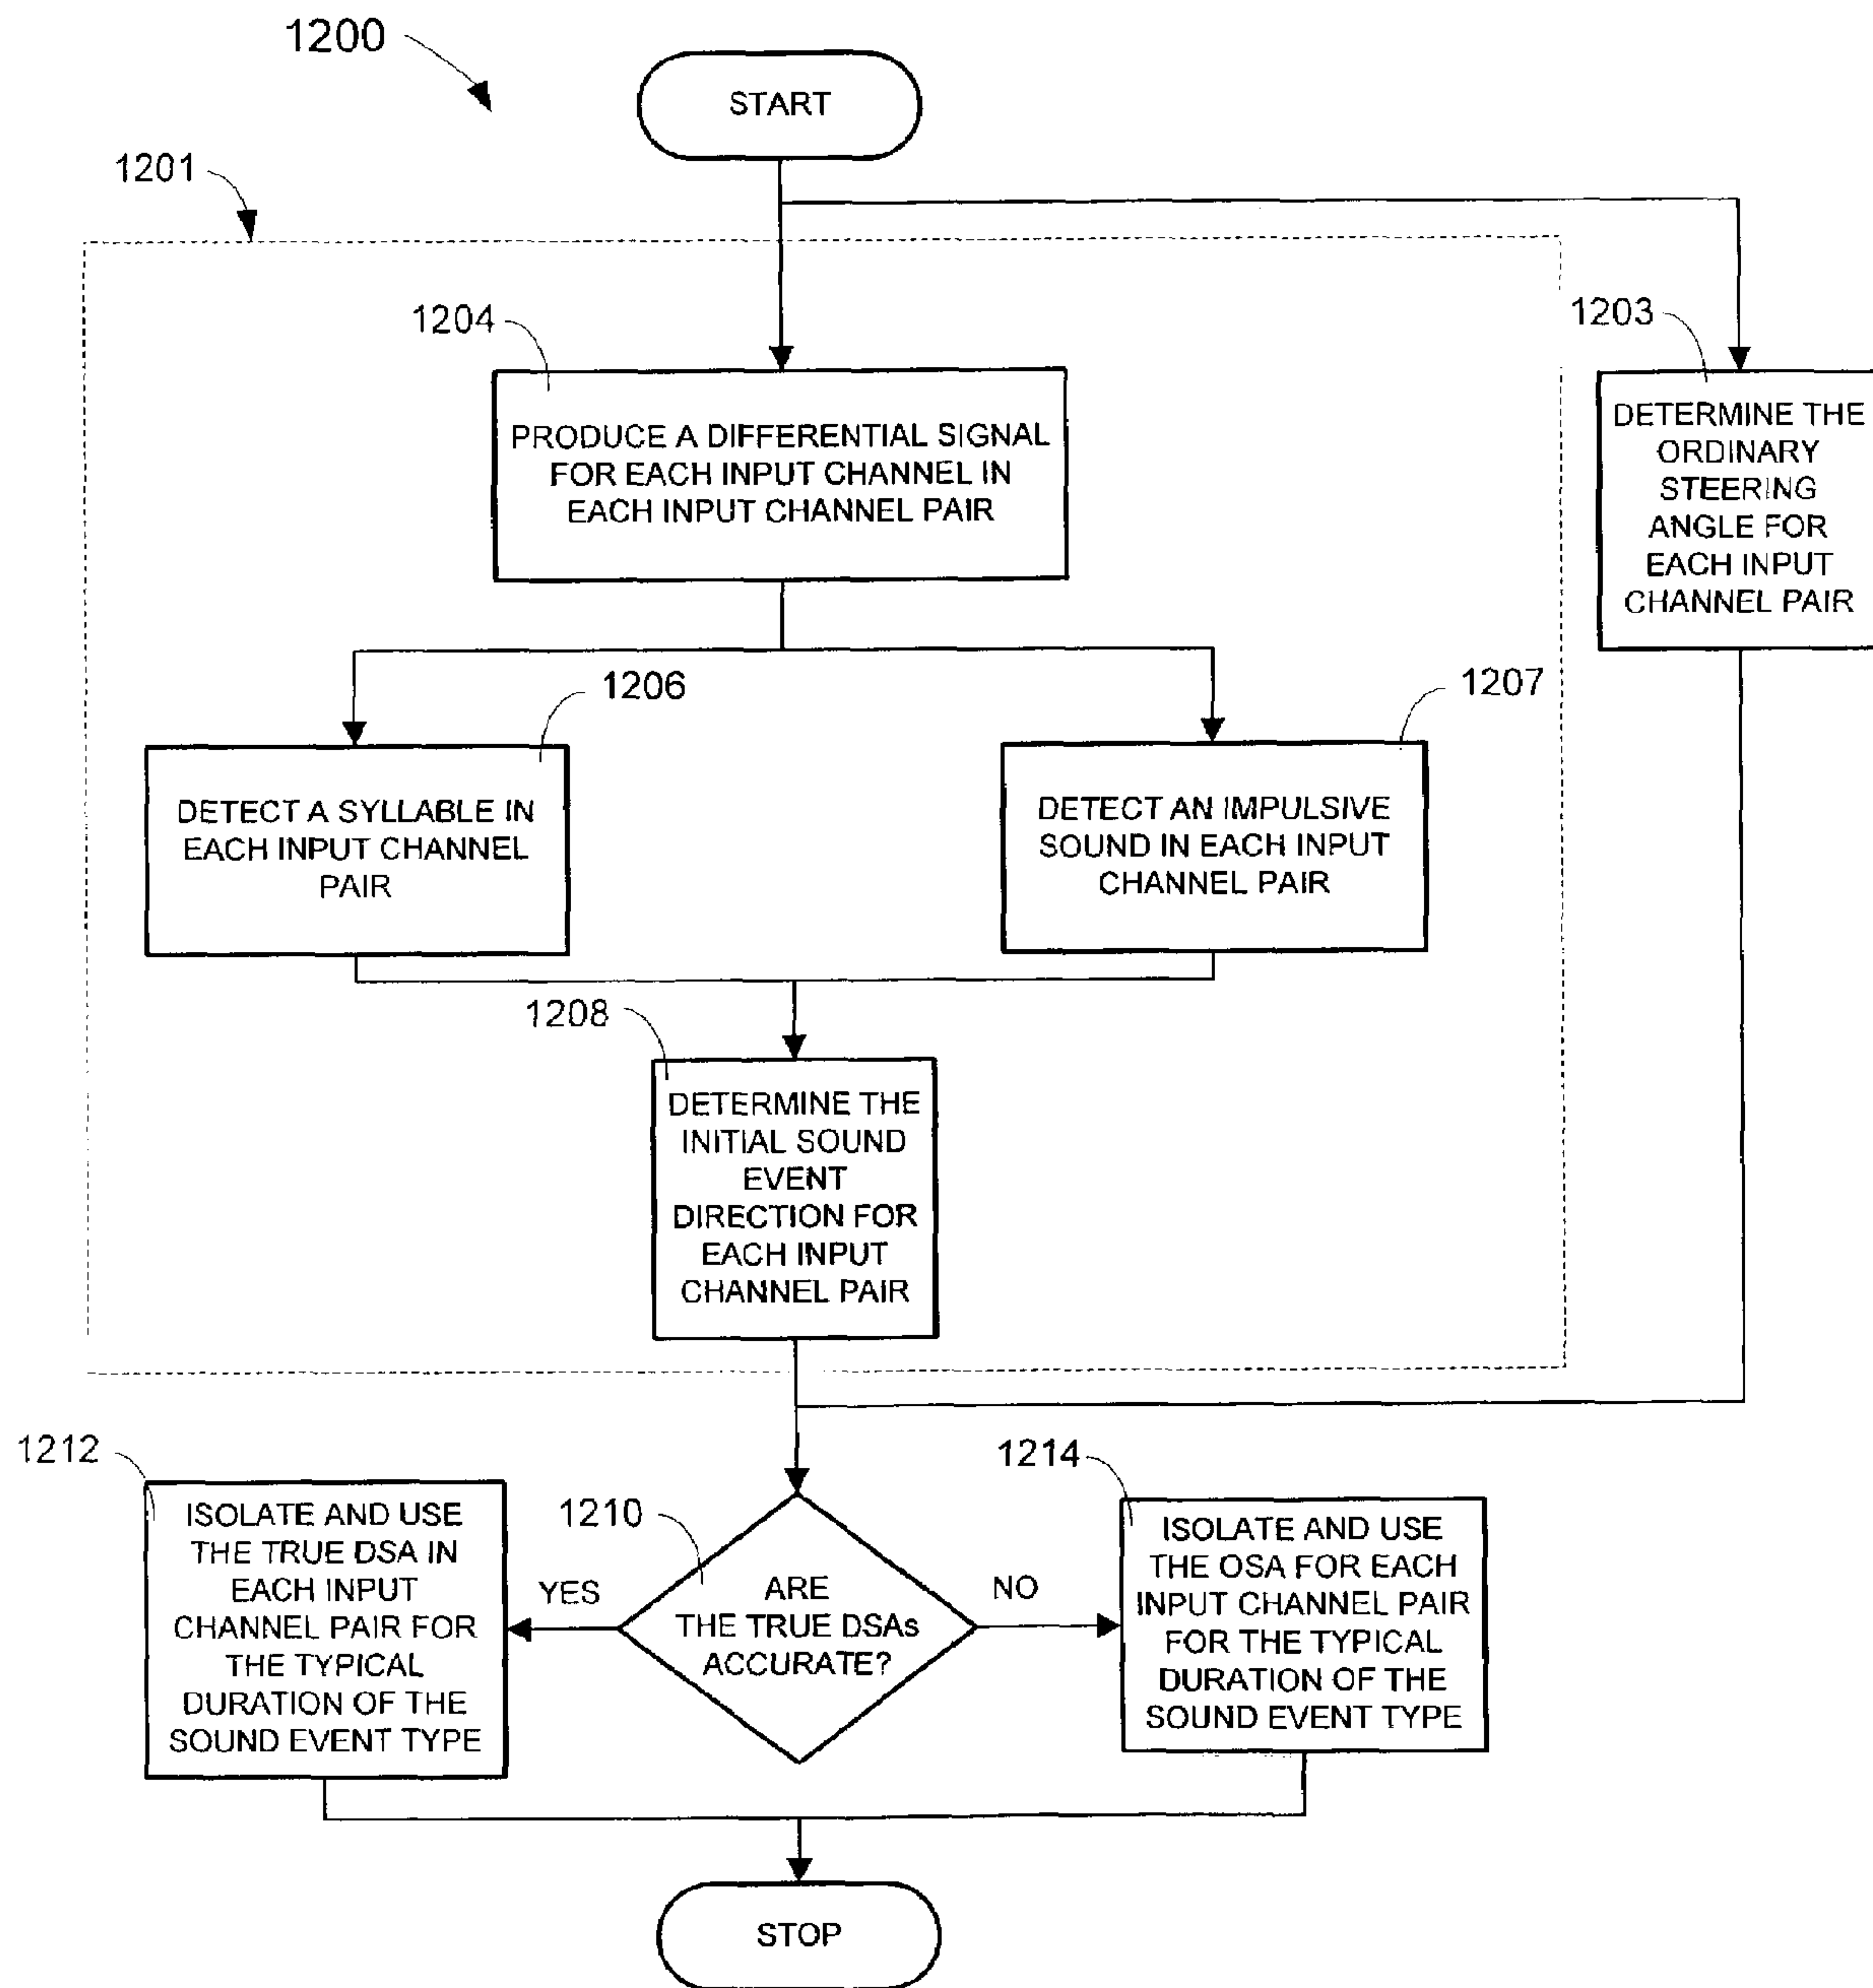 1200
START
1201
1204
1203
PRODUCE A DIFFERENTIAL SIGNAL
FOR EACH INPUT CHANNEL IN
EACH INPUT CHANNEL PAIR
DETERMINE THE
ORDINARY
STEERING
ANGLE FOR
EACH INPUT
CHANNEL PAIR
1206
1207
DETECT A SYLLABLE IN
EACH INPUT CHANNEL
PAIR
DETECT AN IMPULSIVE
SOUND IN EACH INPUT
CHANNEL PAIR
1208
DETERMINE THE
INITIAL SOUND
EVENT
DIRECTION FOR
EACH INPUT
CHANNEL PAIR
1212
1210
1214
ISOLATE AND USE
THE TRUE DSA IN
EACH INPUT
CHANNEL PAIR FOR
THE TYPICAL
DURATION OF THE
SOUND EVENT TYPE
YES
ARE
THE TRUE DSAs
ACCURATE?
NO
ISOLATE AND USE
THE OSA FOR EACH
INPUT CHANNEL PAIR
FOR THE TYPICAL
DURATION OF THE
SOUND EVENT TYPE
STOP